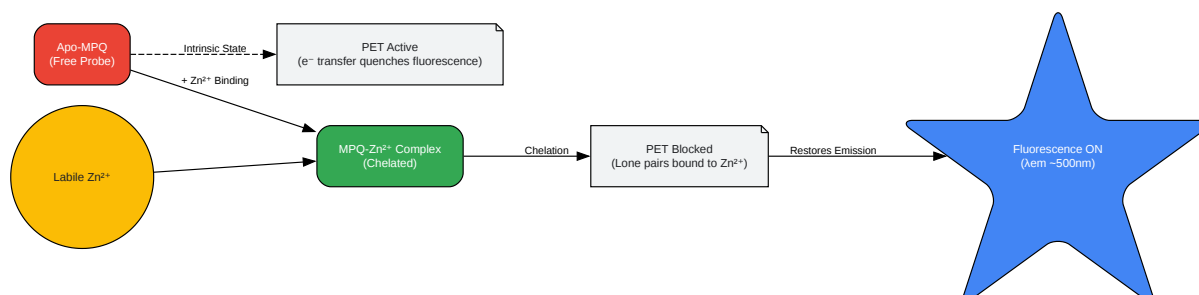 Apo-MPQ
(Free Probe)
Intrinsic State
PET Active
(e⁻ transfer quenches fluorescence)
+ Zn²⁺ Binding
Labile Zn²⁺
MPQ-Zn²⁺ Complex
(Chelated)
Chelation
PET Blocked
(Lone pairs bound to Zn²⁺)
Restores Emission
Fluorescence ON
(λem ~500nm)